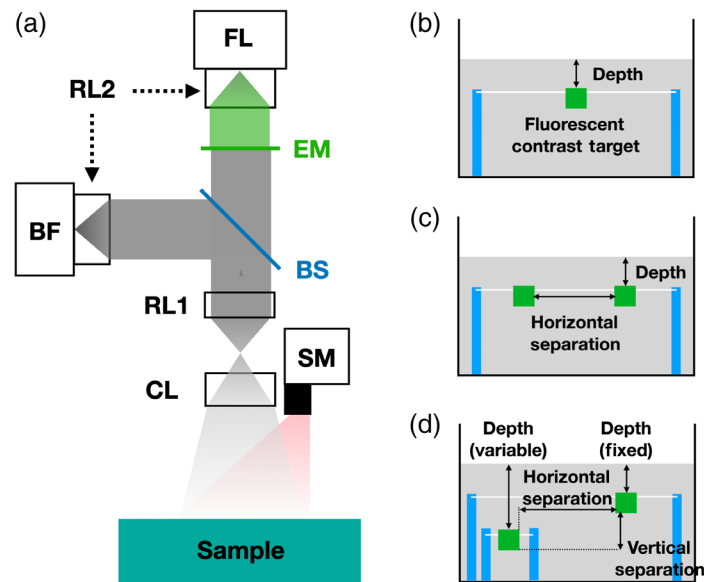 (a)
FL
RL2
EM
BF
BS
RL1
SM
CL
Sample
(b)
Depth
Fluorescent
contrast target
(c)
Depth
Horizontal
separation
(d)
Depth
(variable)
Depth
(fixed)
Horizontal
separation
Vertical
separation